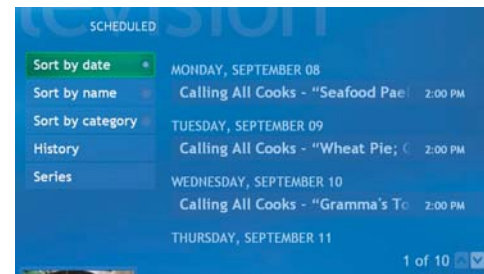 television
SCHEDULED
Sort by date
Sort by name
Sort by category
History
Series
MONDAY, SEPTEMBER 08
Calling All Cooks - “Seafood Pae 2:00 PM
TUESDAY, SEPTEMBER 09
Calling All Cooks - “Wheat Pie; 2:00 PM
WEDNESDAY, SEPTEMBER 10
Calling All Cooks - “Gramma's To 2:00 PM
THURSDAY, SEPTEMBER 11
1 of 10